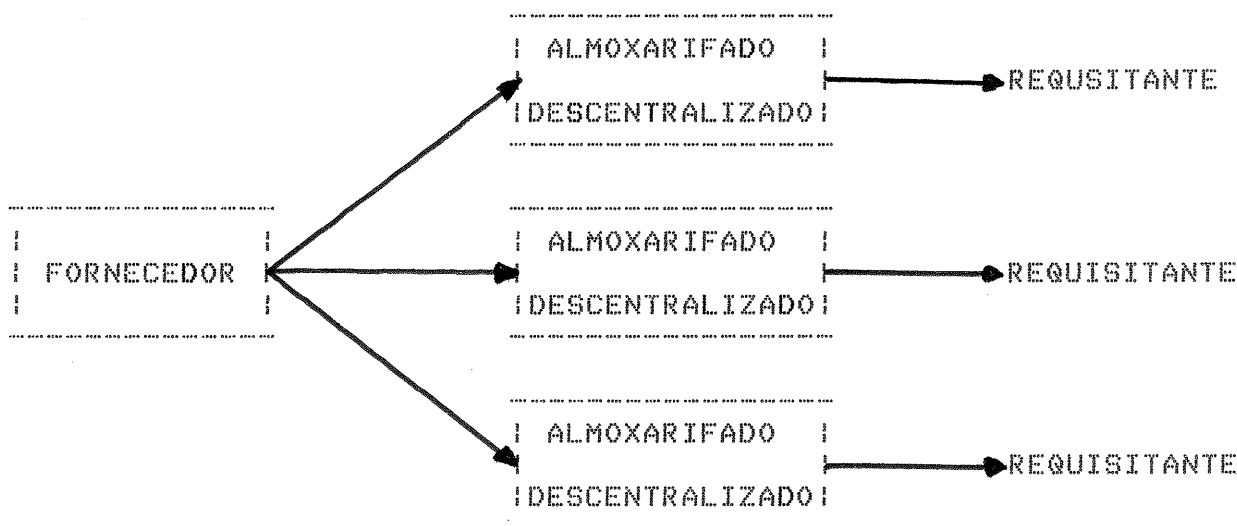 ALMOXARIFADO
DESCENTRALIZADO
REQUSITANTE
FORNECEDOR
ALMOXARIFADO
DESCENTRALIZADO
REQUISITANTE
ALMOXARIFADO
DESCENTRALIZADO
REQUISITANTE